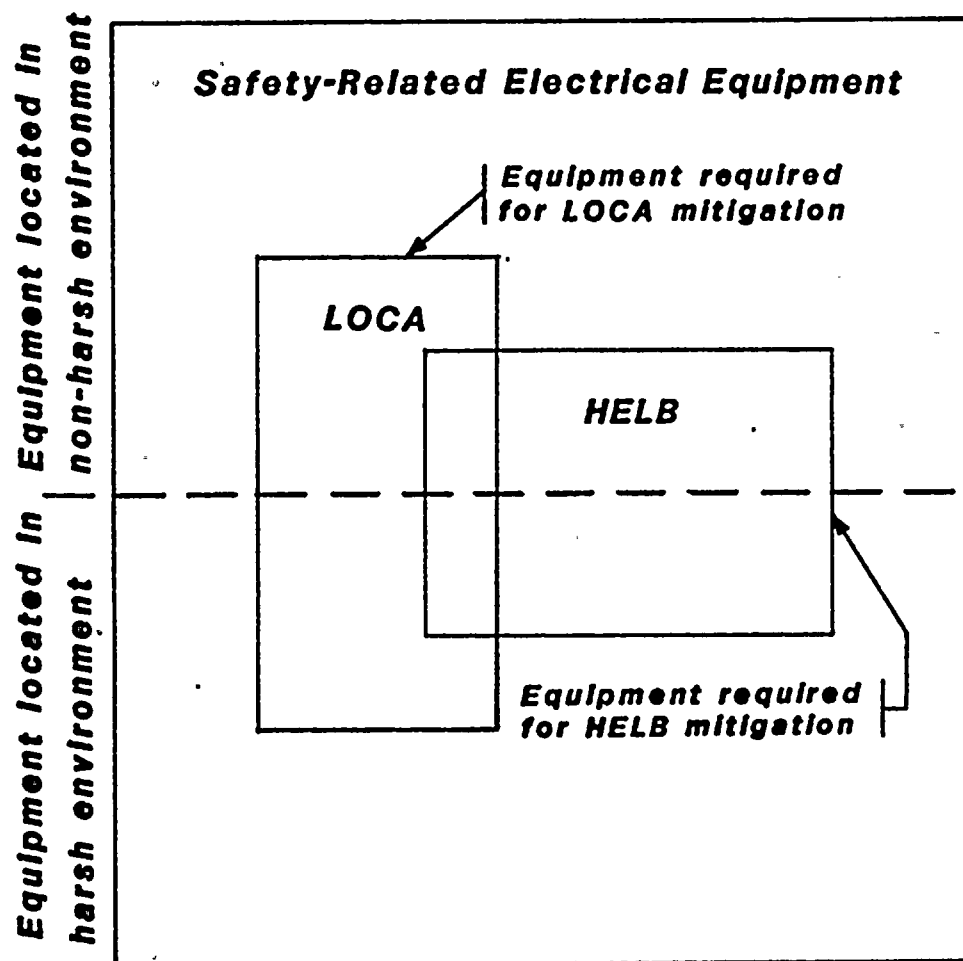 Safety-Related Electrical Equipment
Equipment required
for LOCA mitigation
LOCA
HELB
Equipment required
for HELB mitigation
Equipment located in
non-harsh environment
Equipment located in
harsh environment